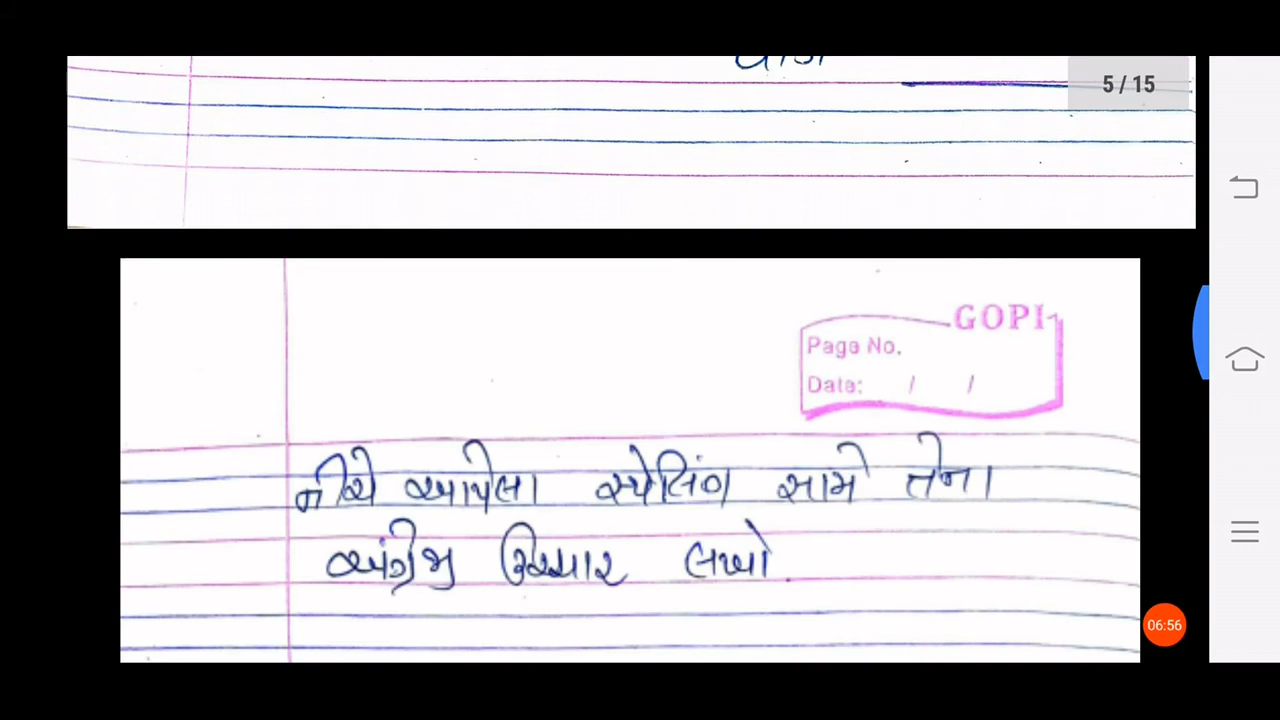 5 / 15
GOPI
Page No.
Date: / /
નીચે આપેલા સ્પેલિંગ સામે તેના
અંગ્રેજી ઉચ્ચાર લખો.
06:56